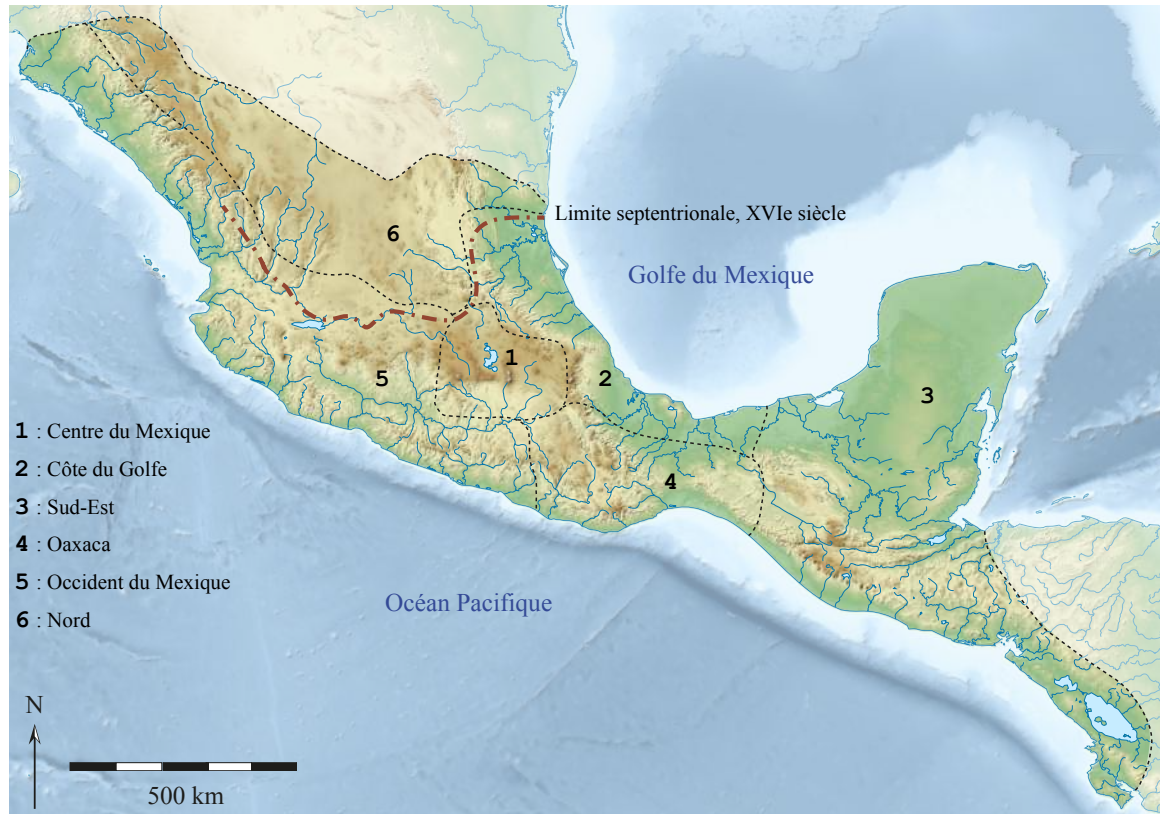 6
Limite septentrionale, XVIe siècle
Golfe du Mexique
1
5
2
3
4
1 : Centre du Mexique
2 : Côte du Golfe
3 : Sud-Est
4 : Oaxaca
5 : Occident du Mexique
6 : Nord
Océan Pacifique
N
500 km